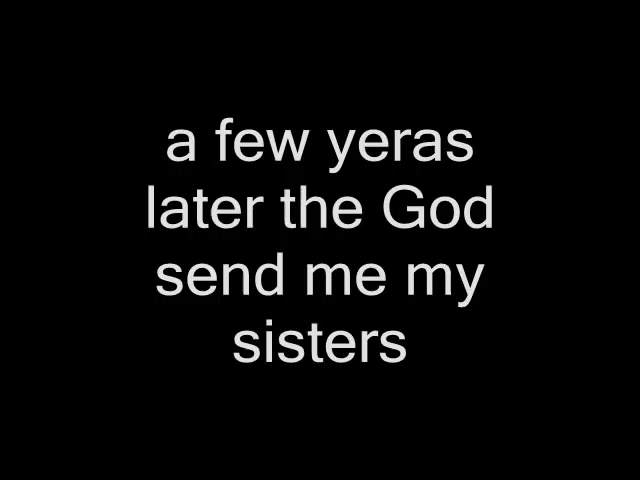 a few yeras
later the God
send me my
sisters